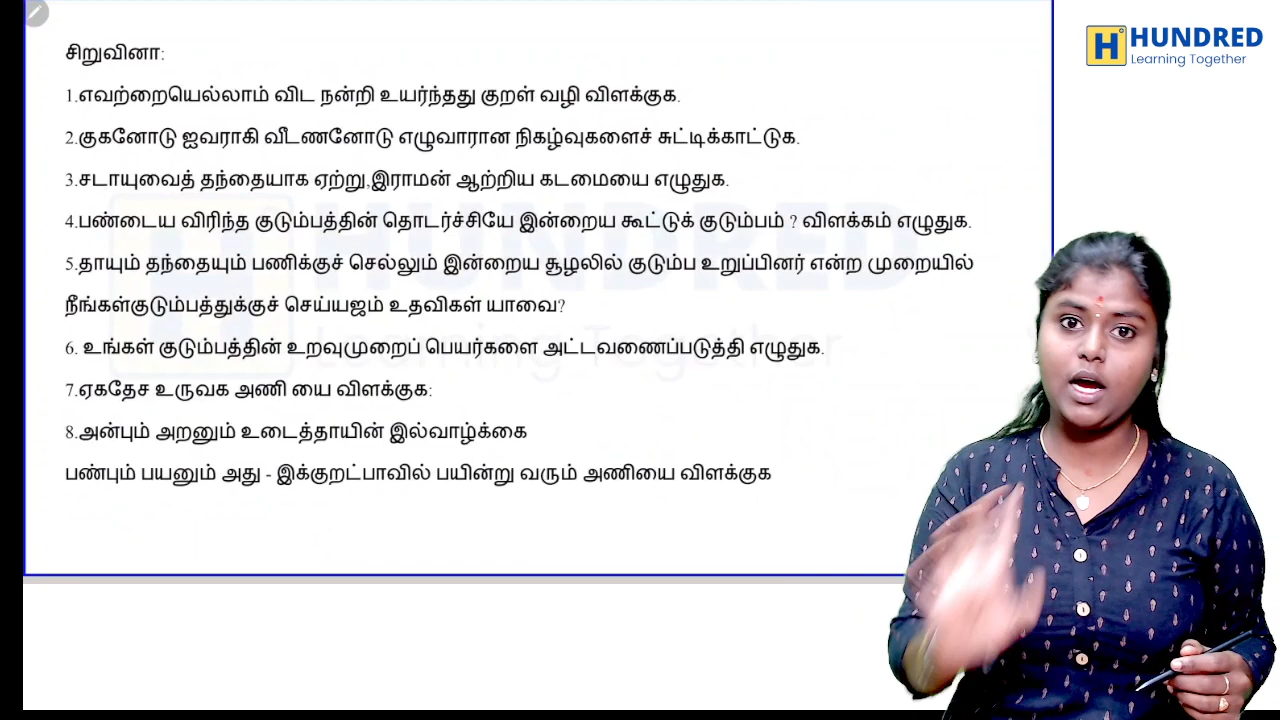 சிறுவினா:
HUNDRED
Learning Together
1.எவற்றையெல்லாம் விட நன்றி உயர்ந்தது குறள் வழி விளக்குக.
2.குகனோடு ஐவராகி வீடணனோடு எழுவாரான நிகழ்வுகளைச் சுட்டிக்காட்டுக.
3.சடாயுவைத் தந்தையாக ஏற்று,இராமன் ஆற்றிய கடமையை எழுதுக.
4.பண்டைய விரிந்த குடும்பத்தின் தொடர்ச்சியே இன்றைய கூட்டுக் குடும்பம் ? விளக்கம் எழுதுக.
5.தாயும் தந்தையும் பணிக்குச் செல்லும் இன்றைய சூழலில் குடும்ப உறுப்பினர் என்ற முறையில்
நீங்கள்குடும்பத்துக்குச் செய்யஜம் உதவிகள் யாவை?
6. உங்கள் குடும்பத்தின் உறவுமுறைப் பெயர்களை அட்டவணைப்படுத்தி எழுதுக.
7.ஏகதேச உருவக அணி யை விளக்குக:
8.அன்பும் அறனும் உடைத்தாயின் இல்வாழ்க்கை
பண்பும் பயனும் அது - இக்குறட்பாவில் பயின்று வரும் அணியை விளக்குக
HUNDRED
Learning Together